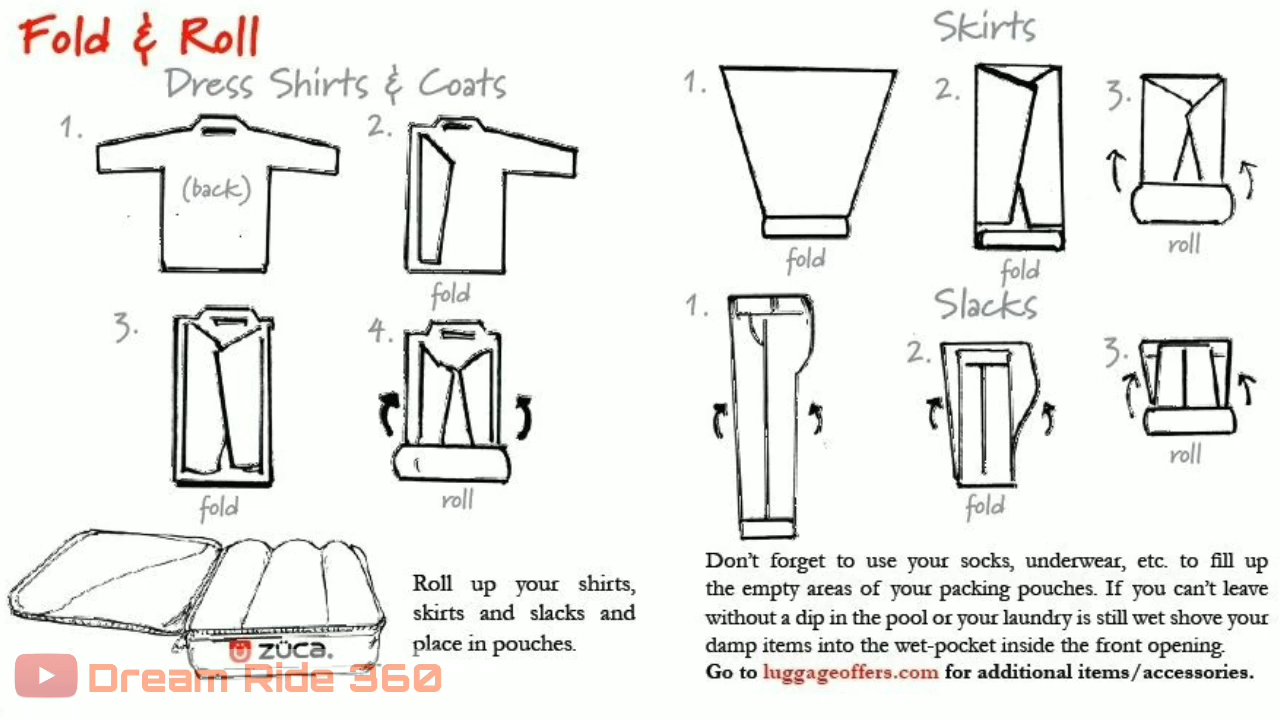 Fold & Roll
Dress Shirts & Coats
1.
(back)
2.
fold
3.
fold
4.
roll
züca.
Roll up your shirts,
skirts and slacks and
place in pouches.
Dream Ride 360
Skirts
1.
fold
2.
fold
3.
roll
Slacks
1.
2.
fold
3.
roll
Don't forget to use your socks, underwear, etc. to fill up
the empty areas of your packing pouches. If you can't leave
without a dip in the pool or your laundry is still wet shove your
damp items into the wet-pocket inside the front opening.
Go to luggageoffers.com for additional items/accessories.